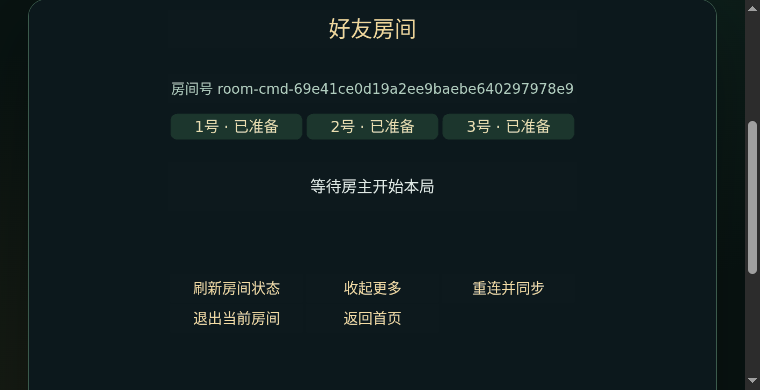 好友房间
房间号 room-cmd-69e41ce0d19a2ee9baebe640297978e9
1号 · 已准备 2号 · 已准备 3号 · 已准备
等待房主开始本局
刷新房间状态 收起更多 重连并同步
退出当前房间 返回首页